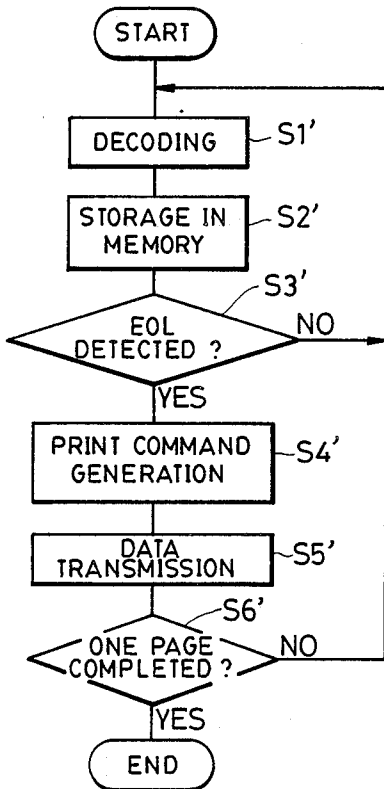 START
DECODING
S1'
STORAGE IN
MEMORY
S2'
S3'
EOL
DETECTED ?
NO
YES
PRINT COMMAND
GENERATION
S4'
DATA
TRANSMISSION
S5'
S6'
ONE PAGE
COMPLETED ?
NO
YES
END